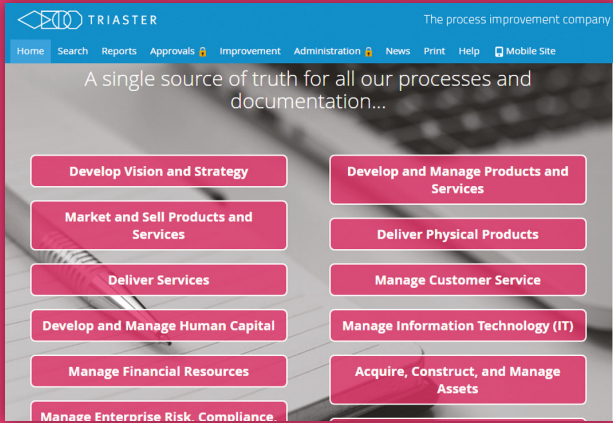 TRIASTER
The process improvement company
Home Search Reports Approvals Improvement Administration News Print Help Mobile Site
A single source of truth for all our processes and
documentation...
Develop Vision and Strategy
Develop and Manage Products and
Services
Market and Sell Products and
Services
Deliver Physical Products
Deliver Services
Manage Customer Service
Develop and Manage Human Capital
Manage Information Technology (IT)
Manage Financial Resources
Acquire, Construct, and Manage
Assets
Manage Enterprise Risk, Compliance,